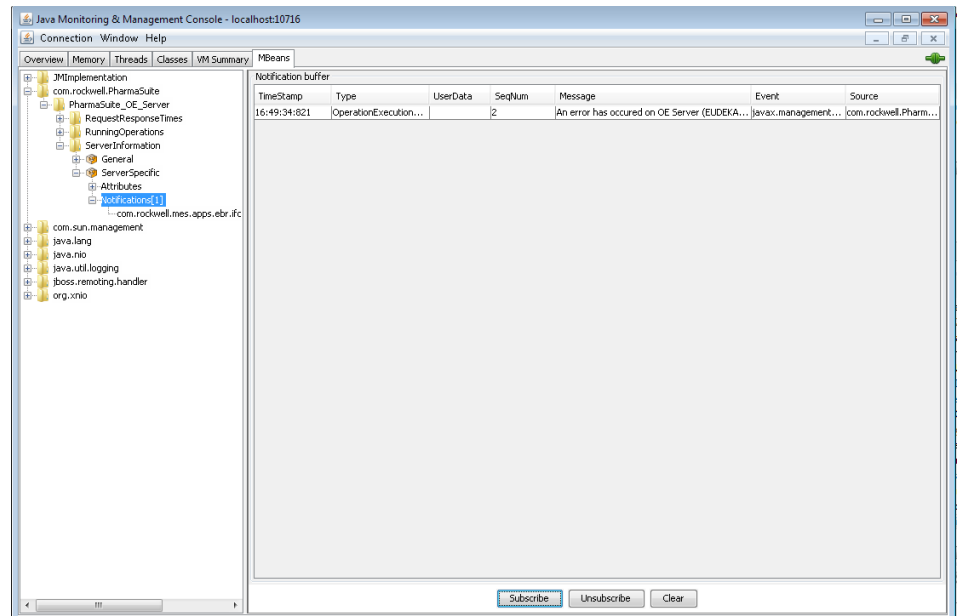 Java Monitoring & Management Console - localhost:10716
Connection Window Help
Overview Memory Threads Classes VM Summary MBeans
JMImplementation
com.rockwell.PharmaSuite
PharmaSuite_OE_Server
RequestResponseTimes
RunningOperations
ServerInformation
General
ServerSpecific
Attributes
Notifications[1]
com.rockwell.mes.apps.ebr.ifc
com.sun.management
java.lang
java.nio
java.util.logging
jboss.remoting.handler
org.xnio
Notification buffer
TimeStamp Type UserData SeqNum Message Event Source
16:49:34:821 OperationExecution... 2 An error has occured on OE Server (EUDEKA... javax.management... com.rockwell.Pharm...
Subscribe Unsubscribe Clear